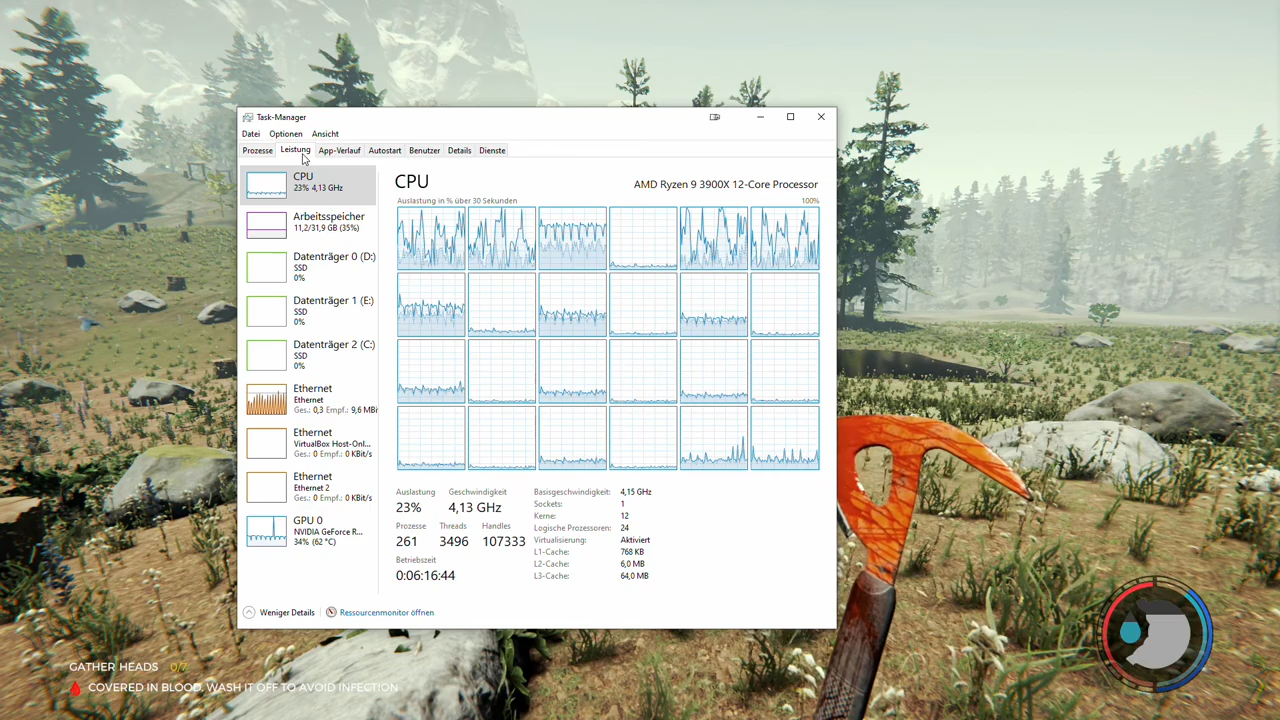 Task-Manager
Datei Optionen Ansicht
Prozesse Leistung App-Verlauf Autostart Benutzer Details Dienste
CPU
23% 4,13 GHz
Arbeitsspeicher
11,2/31,9 GB (35%)
Datenträger 0 (D:)
SSD
0%
Datenträger 1 (E:)
SSD
0%
Datenträger 2 (C:)
SSD
0%
Ethernet
Ethernet
Ges.: 0,3 Empf.: 9,6 MBi
Ethernet
VirtualBox Host-Onl...
Ges.: 0 Empf.: 0 KBit/s
Ethernet
Ethernet 2
Ges.: 0 Empf.: 0 KBit/s
GPU 0
NVIDIA GeForce R...
34% (62 °C)
CPU AMD Ryzen 9 3900X 12-Core Processor
Auslastung in % über 30 Sekunden 100%
Auslastung Geschwindigkeit
23% 4,13 GHz
Prozesse Threads Handles
261 3496 107333
Betriebszeit
0:06:16:44
Basisgeschwindigkeit: 4,15 GHz
Sockets: 1
Kerne: 12
Logische Prozessoren: 24
Virtualisierung: Aktiviert
L1-Cache: 768 KB
L2-Cache: 6,0 MB
L3-Cache: 64,0 MB
Weniger Details Ressourcenmonitor öffnen
GATHER HEADS 0/7
COVERED IN BLOOD, WASH IT OFF TO AVOID INFECTION